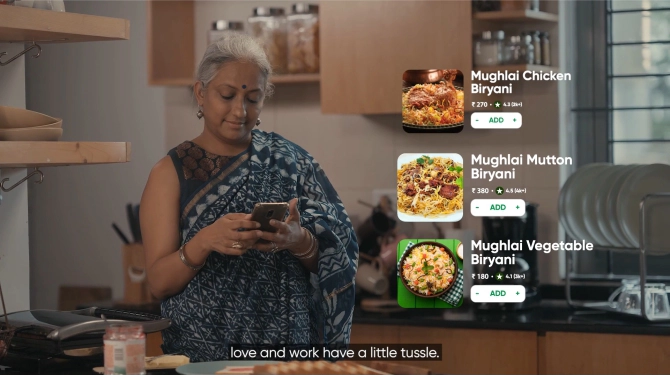 Mughlai Chicken
Biryani
₹ 270 • ★ 4.3 (2k+)
- ADD +
Mughlai Mutton
Biryani
₹ 380 • ★ 4.5 (4k+)
- ADD +
Mughlai Vegetable
Biryani
₹ 180 • ★ 4.1 (3k+)
- ADD +
love and work have a little tussle.